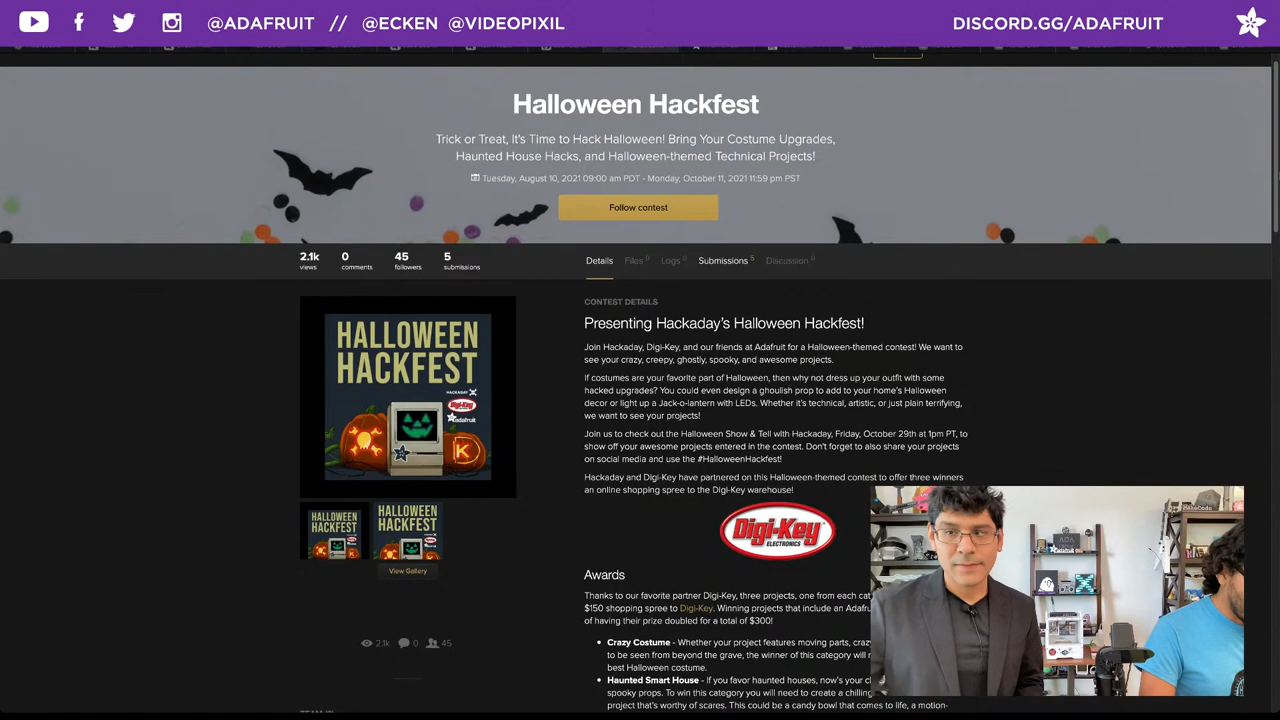 @ADAFRUIT // @ECKEN @VIDEOPIXIL
DISCORD.GG/ADAFRUIT
Halloween Hackfest
Trick or Treat, It's Time to Hack Halloween! Bring Your Costume Upgrades,
Haunted House Hacks, and Halloween-themed Technical Projects!
Tuesday, August 10, 2021 09:00 am PDT - Monday, October 11, 2021 11:59 pm PST
Follow contest
2.1k 0 45 5
views comments followers submissions
Details Files 0 Logs 0 Submissions 5 Discussion 0
HALLOWEEN
HACKFEST
HACKADAY
Digi-Key
adafruit
K
HALLOWEEN
HACKFEST
HALLOWEEN
HACKFEST
View Gallery
2.1k 0 45
CONTEST DETAILS
Presenting Hackaday's Halloween Hackfest!
Join Hackaday, Digi-Key, and our friends at Adafruit for a Halloween-themed contest! We want to
see your crazy, creepy, ghostly, spooky, and awesome projects.
If costumes are your favorite part of Halloween, then why not dress up your outfit with some
hacked upgrades? You could even design a ghoulish prop to add to your home's Halloween
decor or light up a Jack-o-lantern with LEDs. Whether it's technical, artistic, or just plain terrifying,
we want to see your projects!
Join us to check out the Halloween Show & Tell with Hackaday, Friday, October 29th at 1pm PT, to
show off your awesome projects entered in the contest. Don't forget to also share your projects
on social media and use the #HalloweenHackfest!
Hackaday and Digi-Key have partnered on this Halloween-themed contest to offer three winners
an online shopping spree to the Digi-Key warehouse!
Digi-Key
ELECTRONICS
Awards
Thanks to our favorite partner Digi-Key, three projects, one from each
$150 shopping spree to Digi-Key. Winning projects that include an
of having their prize doubled for a total of $300!
Crazy Costume - Whether your project features moving parts,
to be seen from beyond the grave, the winner of this category will
best Halloween costume.
Haunted Smart House - If you favor haunted houses, now's your
spooky props. To win this category you will need to create a chilling
project that's worthy of scares. This could be a candy bowl that comes to life, a motion-